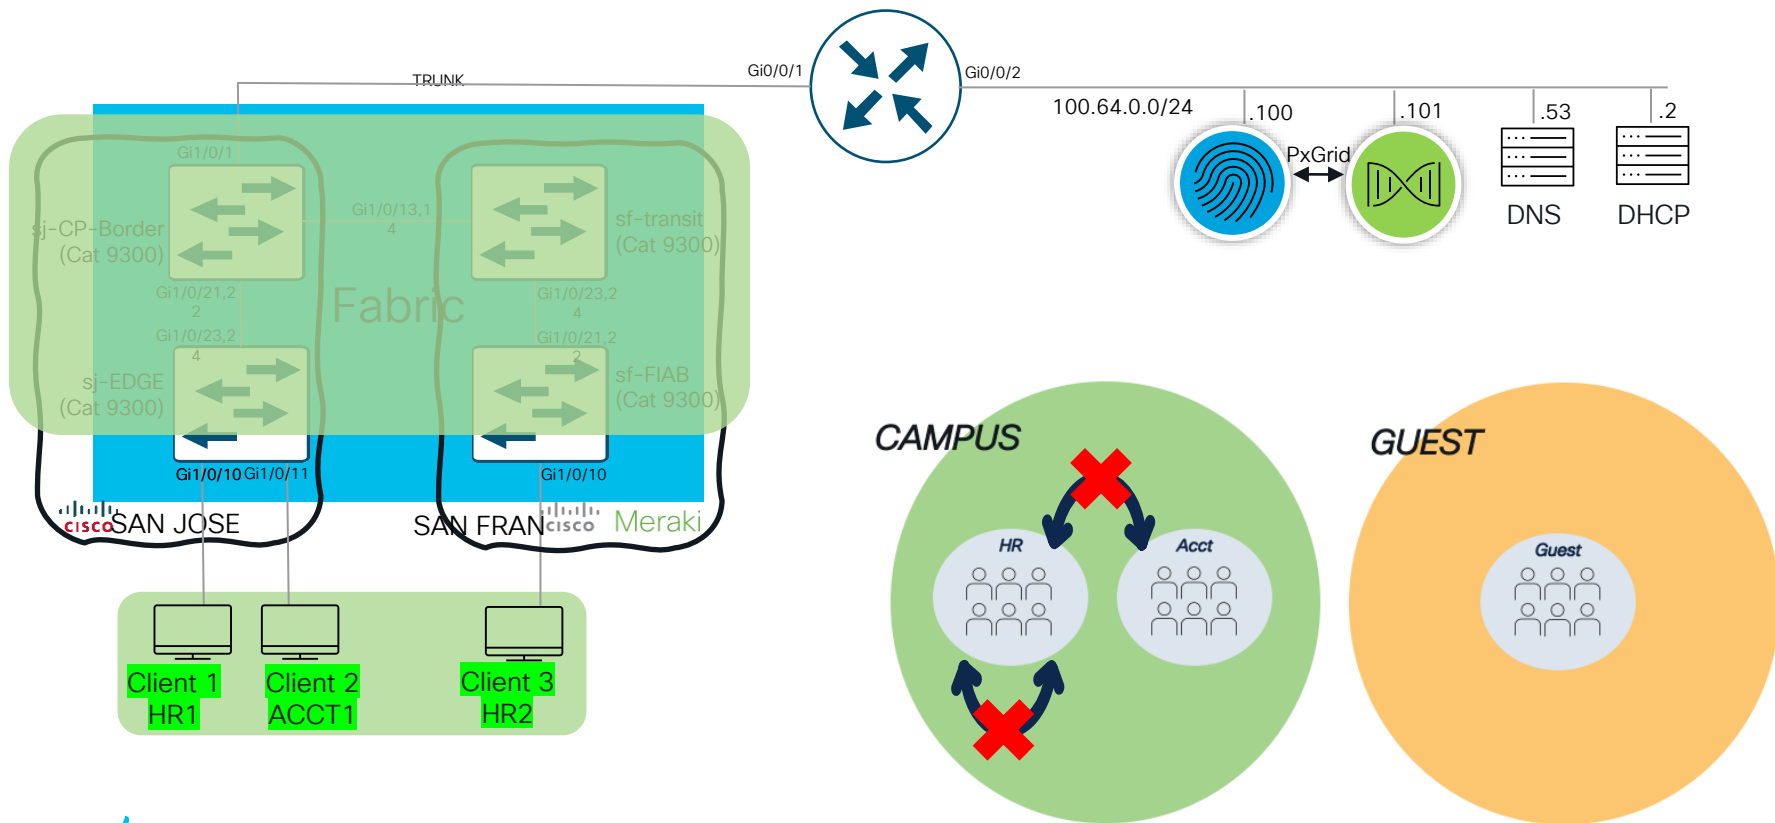 TRUNK
Gi0/0/1
Gi0/0/2
100.64.0.0/24
.100
.101
.53
.2
PxGrid
DNS
DHCP
Gi1/0/1
sj-CP-Border
(Cat 9300)
Gi1/0/13,1
4
sf-transit
(Cat 9300)
Gi1/0/21,2
2
Fabric
Gi1/0/23,2
4
Gi1/0/23,2
4
Gi1/0/21,2
2
sj-EDGE
(Cat 9300)
sf-FIAB
(Cat 9300)
Gi1/0/10
Gi1/0/11
Gi1/0/10
CISCO
SAN JOSE
SAN FRAN
CISCO
Meraki
Client 1
HR1
Client 2
ACCT1
Client 3
HR2
CAMPUS
HR
Acct
GUEST
Guest